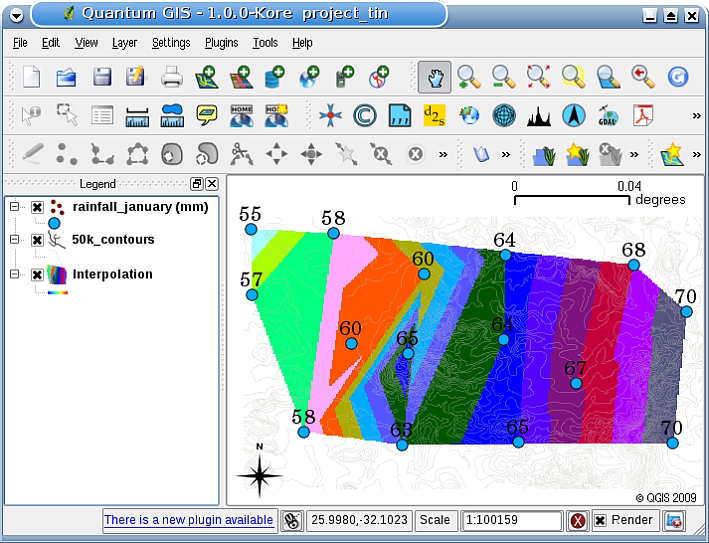 Quantum GIS - 1.0.0-Kore project_tin
File Edit View Layer Settings Plugins Tools Help
HOME HOME d2s GDAL
» » » »
Legend
rainfall_january (mm)
50k_contours
Interpolation
0 0.04
degrees
55 58 64 68
60
57
70
60 65 64
67
58 63 65 70
N
© QGIS 2009
There is a new plugin available 25.9980,-32.1023 Scale 1:100159 Render